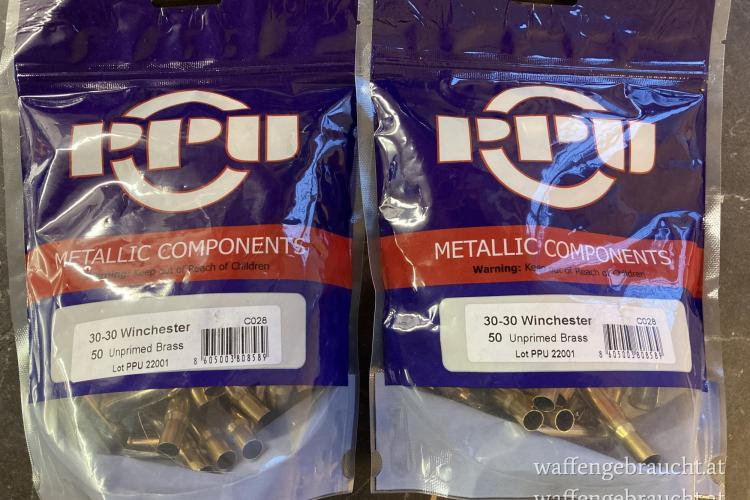 PPU
METALLIC COMPONENTS
Warning: Keep out of Reach of Children
30-30 Winchester
C028
50 Unprimed Brass
Lot PPU 22001
8 605003 808589
PPU
METALLIC COMPONENTS
Warning: Keep out of Reach of Children
30-30 Winchester
C028
50 Unprimed Brass
Lot PPU 22001
8 605003 808589
waffengebraucht.at
waffengebraucht.at